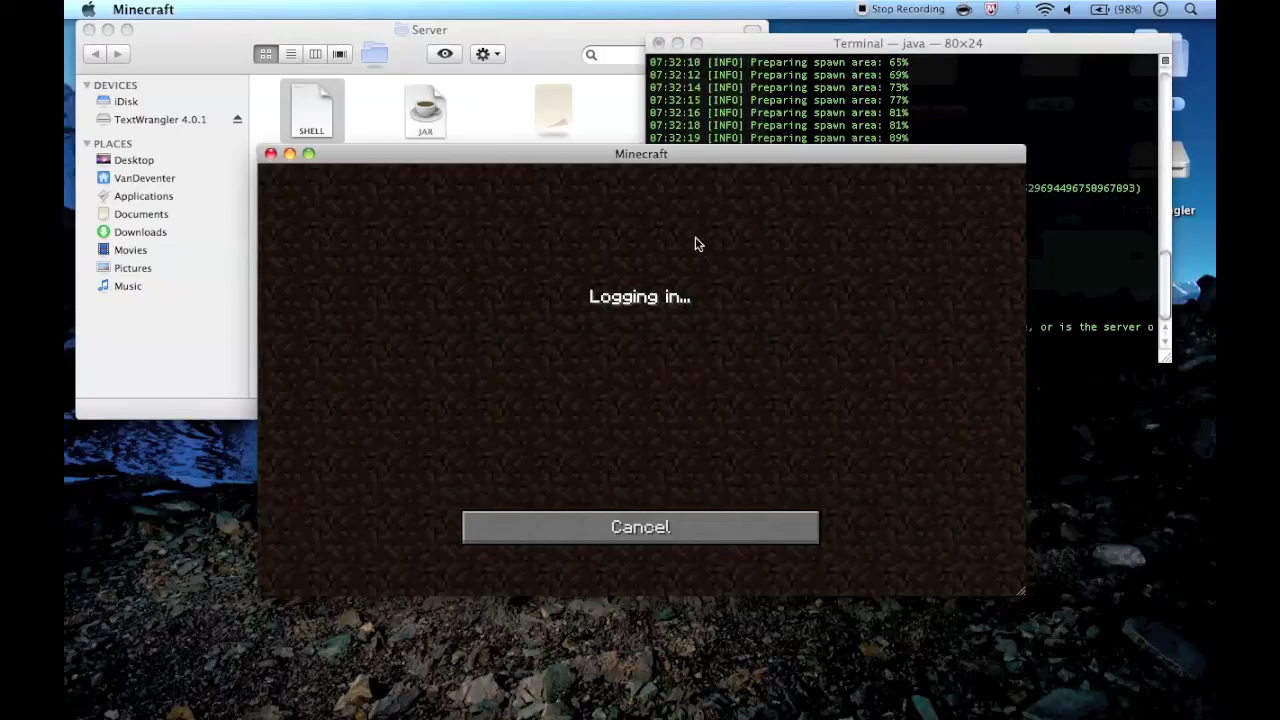 Minecraft
Stop Recording
(98%)
Server
Terminal — java — 80×24
DEVICES
iDisk
TextWrangler 4.0.1
PLACES
Desktop
VanDeventer
Applications
Documents
Downloads
Movies
Pictures
Music
SHELL
JAR
07:32:10 [INFO] Preparing spawn area: 65%
07:32:12 [INFO] Preparing spawn area: 69%
07:32:14 [INFO] Preparing spawn area: 73%
07:32:15 [INFO] Preparing spawn area: 77%
07:32:16 [INFO] Preparing spawn area: 81%
07:32:18 [INFO] Preparing spawn area: 81%
07:32:19 [INFO] Preparing spawn area: 89%
529694496750967093)
gler
, or is the server o
Minecraft
Logging in...
Cancel